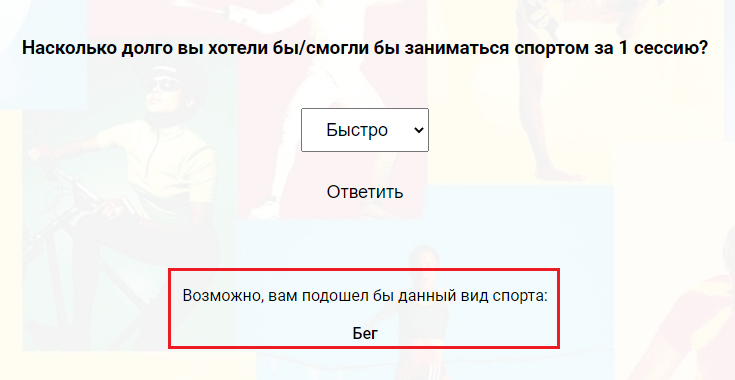 Насколько долго вы хотели бы/смогли бы заниматься спортом за 1 сессию?
Быстро
Ответить
Возможно, вам подошел бы данный вид спорта:
Бег